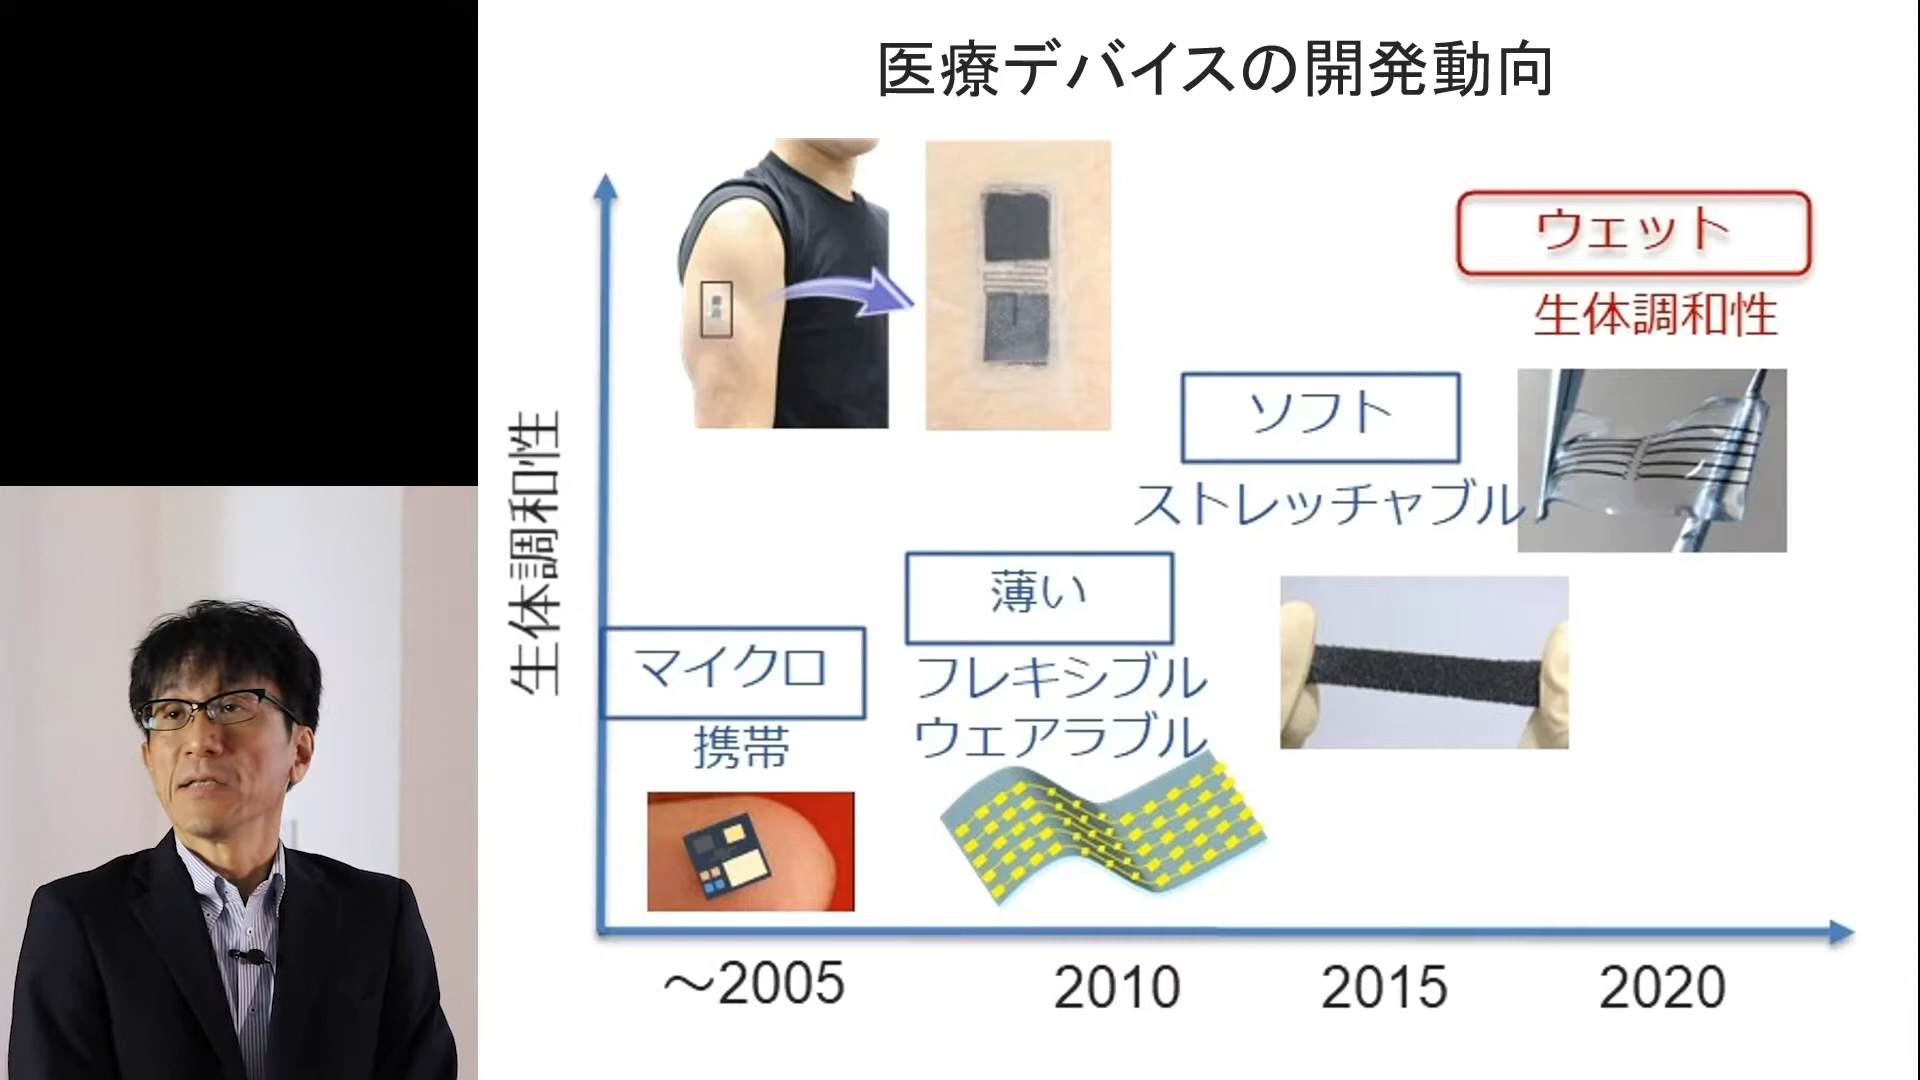 医療デバイスの開発動向
生体調和性
ウェット
生体調和性
ソフト
ストレッチャブル
薄い
フレキシブル
ウェアラブル
マイクロ
携帯
～2005
2010
2015
2020